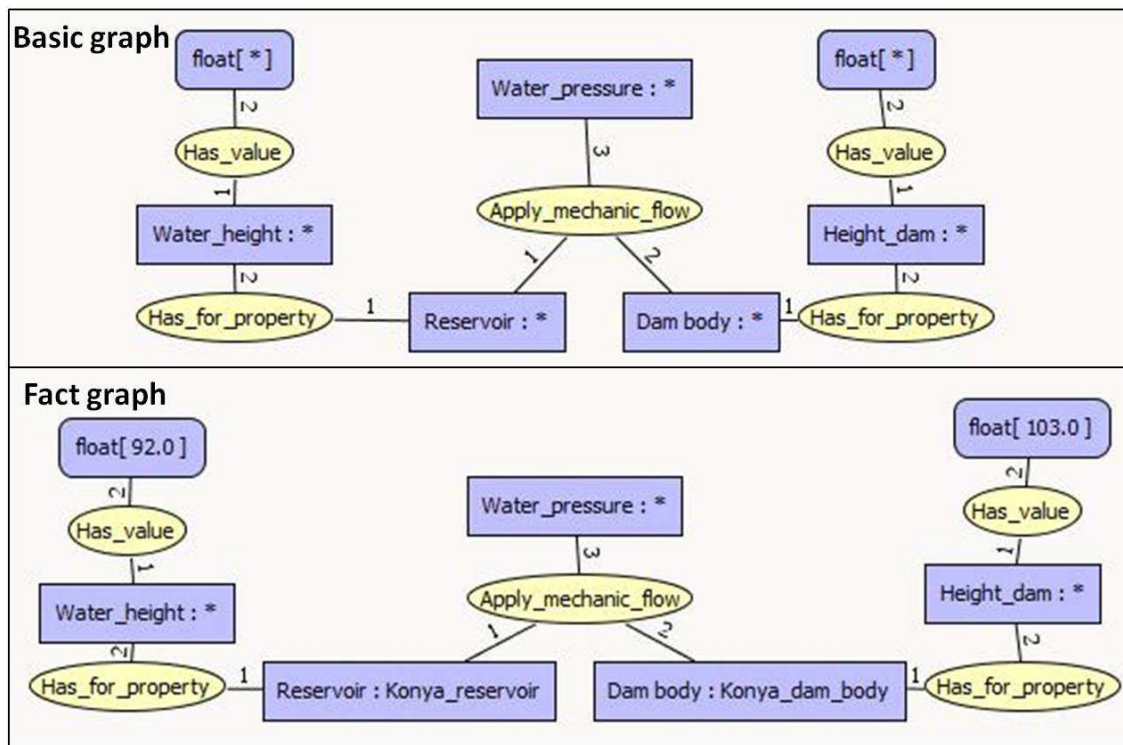 Basic graph
float[ * ]
float[ * ]
Water_pressure : *
2
2
Has_value
3
Has_value
1
1
Water_height : *
Apply_mechanic_flow
Height_dam : *
2
1
2
2
Has_for_property
1
Reservoir : *
Dam body : *
1
Has_for_property
Fact graph
float[ 92.0 ]
float[ 103.0 ]
2
2
Water_pressure : *
Has_value
Has_value
3
1
1
Water_height : *
Apply_mechanic_flow
Height_dam : *
2
1
2
2
Has_for_property
1
Reservoir : Konya_reservoir
Dam body : Konya_dam_body
1
Has_for_property